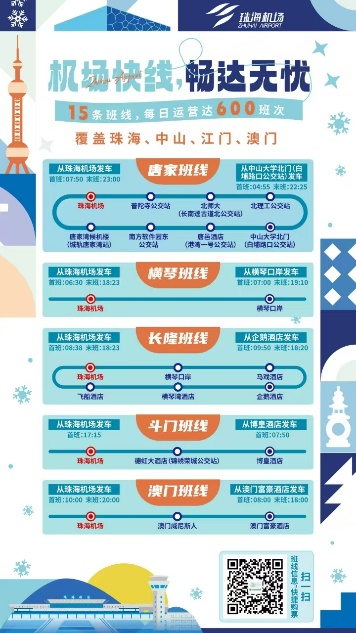 珠海机场
ZHUHAI AIRPORT
机场快线,畅达无忧
Zhuhai Airport
15条班线,每日运营达600班次
覆盖珠海、中山、江门、澳门
唐家班线
从珠海机场发车
首班:07:50 末班:23:00
从中山大学北门(白埔路口公交站)发车
首班:04:55 末班:22:25
珠海机场
普陀寺公交站
北师大
(长南迳古道北公交站)
北理工公交站
唐家湾候机楼
(城轨唐家湾站)
南方软件园东
公交站
唐邑酒店
(港湾一号公交站)
中山大学北门
(白埔路口公交站)
横琴班线
从珠海机场发车
首班:06:30 末班:18:23
从横琴口岸发车
首班:07:00 末班:19:10
珠海机场
横琴口岸
长隆班线
从珠海机场发车
首班:08:38 末班:18:23
从企鹅酒店发车
首班:09:50 末班:18:20
珠海机场
横琴口岸
马戏酒店
飞船酒店
横琴湾酒店
企鹅酒店
斗门班线
从珠海机场发车
首班:17:15
从博皇酒店发车
首班:07:50
珠海机场
德虹大酒店(锦绣荣城公交站)
博皇酒店
澳门班线
从珠海机场发车
首班:10:00 末班:20:00
从澳门富豪酒店发车
首班:08:00 末班:18:00
珠海机场
澳门威尼斯人
澳门富豪酒店
扫一扫
班线信息,快捷购票